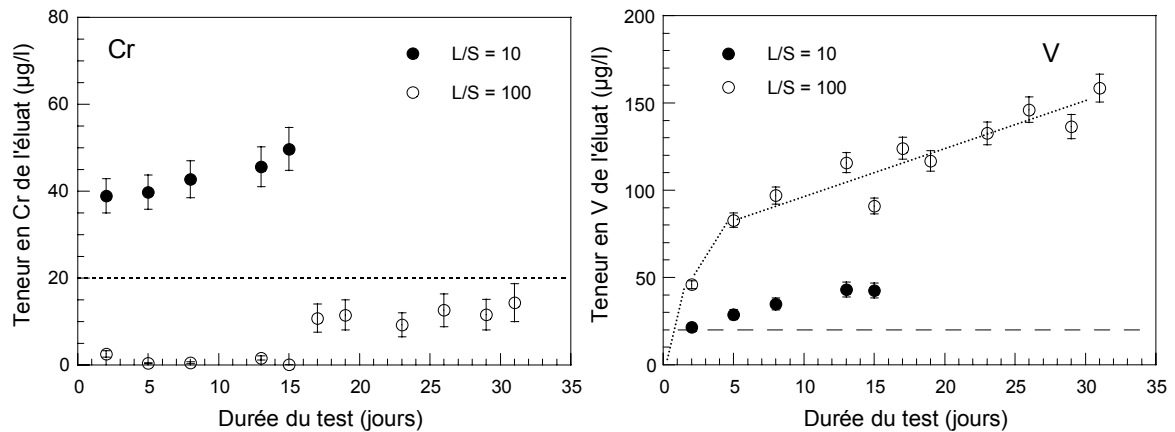 Cr
L/S = 10
L/S = 100
Teneur en Cr de l'éluat (µg/l)
80
60
40
20
0
0 5 10 15 20 25 30 35
Durée du test (jours)
V
L/S = 10
L/S = 100
Teneur en V de l'éluat (µg/l)
200
150
100
50
0
0 5 10 15 20 25 30 35
Durée du test (jours)